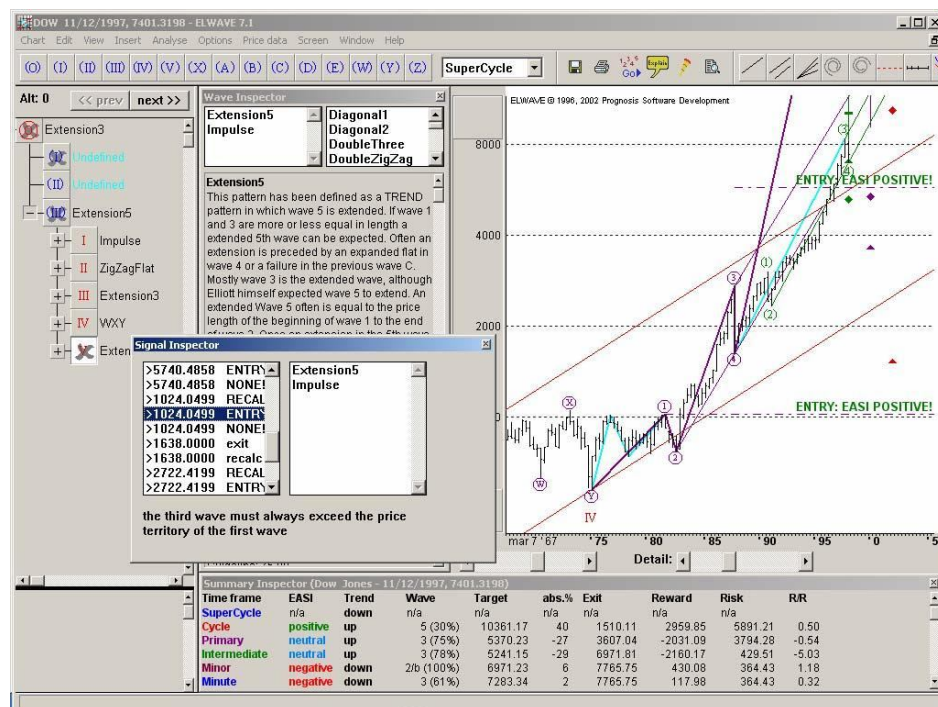 DOW 11/12/1997, 7401.3198 - ELWAVE 7.1
Chart Edit View Insert Analyse Options Price data Screen Window Help
(O) (I) (II) (III) (IV) (V) (X) (A) (B) (C) (D) (E) (W) (Y) (Z) SuperCycle Go Explain
Alt: 0 << prev next >>
Extension3
Undefined
(II) Undefined
Extension5
I Impulse
II ZigZagFlat
III Extension3
IV WXY
Exten
Wave Inspector
Extension5
Impulse
Diagonal1
Diagonal2
DoubleThree
DoubleZigZag
Extension5
This pattern has been defined as a TREND
pattern in which wave 5 is extended. If wave 1
and 3 are more or less equal in length a
extended 5th wave can be expected. Often an
extension is preceded by an expanded flat in
wave 4 or a failure in the previous wave C.
Mostly wave 3 is the extended wave, although
Elliott himself expected wave 5 to extend. An
extended Wave 5 often is equal to the price
length of the beginning of wave 1 to the end
Signal Inspector
>5740.4858 ENTRY
>5740.4858 NONE!
>1024.0499 RECAL
>1024.0499 ENTRY
>1024.0499 NONE!
>1638.0000 exit
>1638.0000 recalc
>2722.4199 RECAL
>2722.4199 ENTRY
Extension5
Impulse
the third wave must always exceed the price
territory of the first wave
ELWAVE © 1996, 2002 Prognosis Software Development
8000
4000
2000
0
ENTRY: EASI POSITIVE!
ENTRY: EASI POSITIVE!
(3)
(4)
(1)
(2)
3
4
X
1
2
W
Y
IV
mar 7 '67 '75 '80 '85 '90 '95 '0 '5
Detail:
Summary Inspector (Dow Jones - 11/12/1997, 7401.3198)
Time frame EASI Trend Wave Target abs.% Exit Reward Risk R/R
SuperCycle n/a down n/a n/a n/a n/a n/a n/a
Cycle positive up 5 (30%) 10361.17 40 1510.11 2959.85 5891.21 0.50
Primary neutral up 3 (75%) 5370.23 -27 3607.04 -2031.09 3794.28 -0.54
Intermediate neutral up 3 (78%) 5241.15 -29 6971.81 -2160.17 429.51 -5.03
Minor negative down 2/b (100%) 6971.23 6 7765.75 430.08 364.43 1.18
Minute negative down 3 (61%) 7283.34 2 7765.75 117.98 364.43 0.32